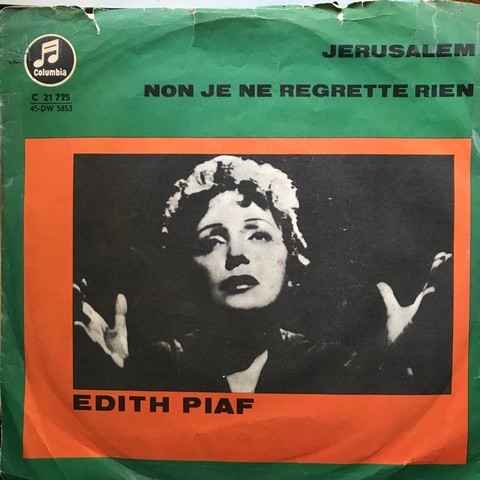 Columbia
C 21 725
45-DW 5853
JERUSALEM
NON JE NE REGRETTE RIEN
EDITH PIAF